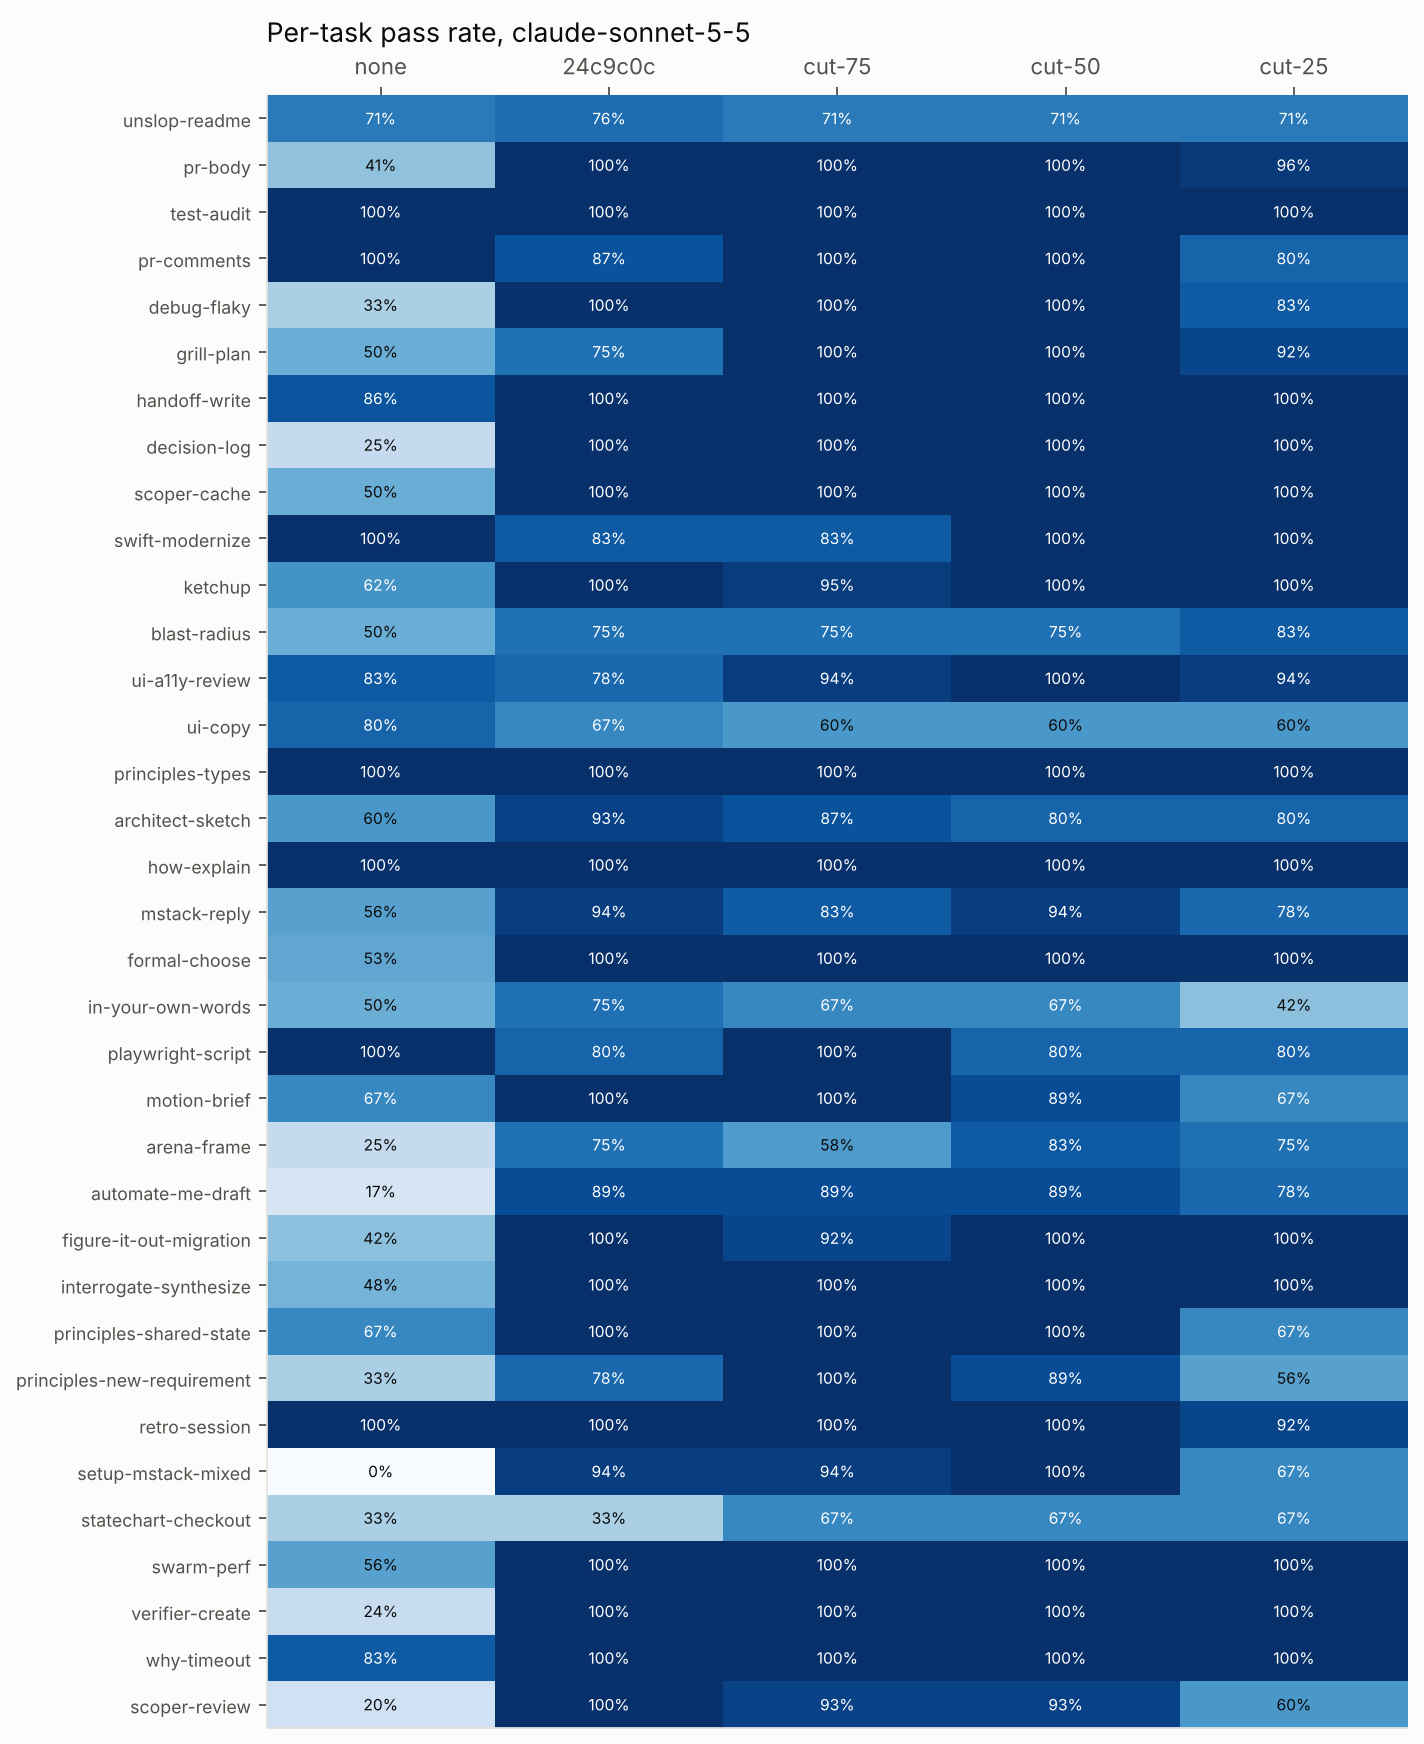 Per-task pass rate, claude-sonnet-5-5
none 24c9c0c cut-75 cut-50 cut-25
unslop-readme 71% 76% 71% 71% 71%
pr-body 41% 100% 100% 100% 96%
test-audit 100% 100% 100% 100% 100%
pr-comments 100% 87% 100% 100% 80%
debug-flaky 33% 100% 100% 100% 83%
grill-plan 50% 75% 100% 100% 92%
handoff-write 86% 100% 100% 100% 100%
decision-log 25% 100% 100% 100% 100%
scoper-cache 50% 100% 100% 100% 100%
swift-modernize 100% 83% 83% 100% 100%
ketchup 62% 100% 95% 100% 100%
blast-radius 50% 75% 75% 75% 83%
ui-a11y-review 83% 78% 94% 100% 94%
ui-copy 80% 67% 60% 60% 60%
principles-types 100% 100% 100% 100% 100%
architect-sketch 60% 93% 87% 80% 80%
how-explain 100% 100% 100% 100% 100%
mstack-reply 56% 94% 83% 94% 78%
formal-choose 53% 100% 100% 100% 100%
in-your-own-words 50% 75% 67% 67% 42%
playwright-script 100% 80% 100% 80% 80%
motion-brief 67% 100% 100% 89% 67%
arena-frame 25% 75% 58% 83% 75%
automate-me-draft 17% 89% 89% 89% 78%
figure-it-out-migration 42% 100% 92% 100% 100%
interrogate-synthesize 48% 100% 100% 100% 100%
principles-shared-state 67% 100% 100% 100% 67%
principles-new-requirement 33% 78% 100% 89% 56%
retro-session 100% 100% 100% 100% 92%
setup-mstack-mixed 0% 94% 94% 100% 67%
statechart-checkout 33% 33% 67% 67% 67%
swarm-perf 56% 100% 100% 100% 100%
verifier-create 24% 100% 100% 100% 100%
why-timeout 83% 100% 100% 100% 100%
scoper-review 20% 100% 93% 93% 60%